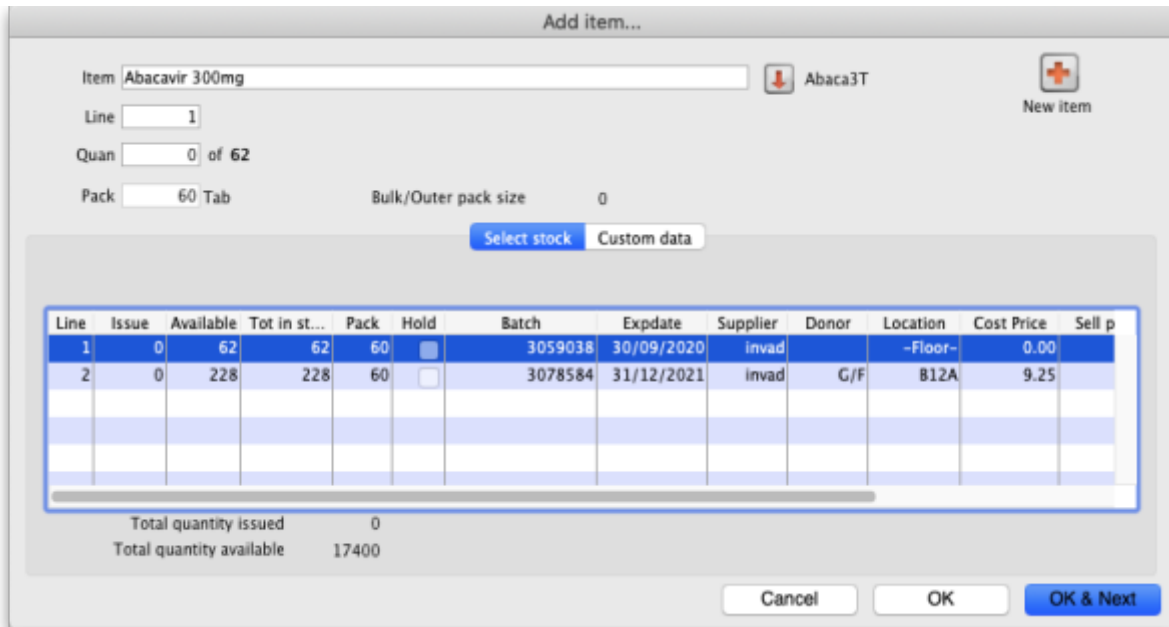 Add item...
Item Abacavir 300mg Abaca3T
New item
Line 1
Quan 0 of 62
Pack 60 Tab Bulk/Outer pack size 0
Select stock Custom data
Line Issue Available Tot in st... Pack Hold Batch Expdate Supplier Donor Location Cost Price Sell p
1 0 62 62 60 3059038 30/09/2020 invad -Floor- 0.00
2 0 228 228 60 3078584 31/12/2021 invad G/F B12A 9.25
Total quantity issued 0
Total quantity available 17400
Cancel OK OK & Next